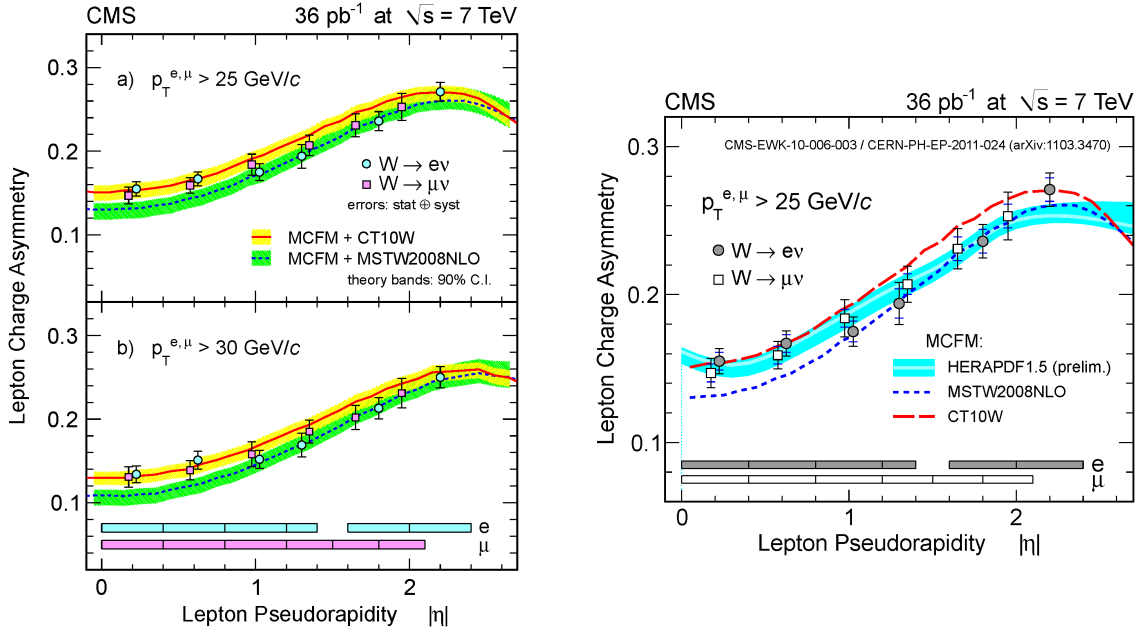 CMS 36 pb⁻¹ at √s = 7 TeV
0.3
a) p_T^{e, μ} > 25 GeV/c
0.2
W → eν
W → μν
errors: stat ⊕ syst
MCFM + CT10W
MCFM + MSTW2008NLO
theory bands: 90% C.I.
0.1
Lepton Charge Asymmetry
b) p_T^{e, μ} > 30 GeV/c
0.3
0.2
0.1
e
μ
0 1 2
Lepton Pseudorapidity |η|
CMS 36 pb⁻¹ at √s = 7 TeV
0.3
CMS-EWK-10-006-003 / CERN-PH-EP-2011-024 (arXiv:1103.3470)
p_T^{e, μ} > 25 GeV/c
W → eν
W → μν
0.2
MCFM:
HERAPDF1.5 (prelim.)
MSTW2008NLO
CT10W
0.1
e
μ
Lepton Charge Asymmetry
0 1 2
Lepton Pseudorapidity |η|